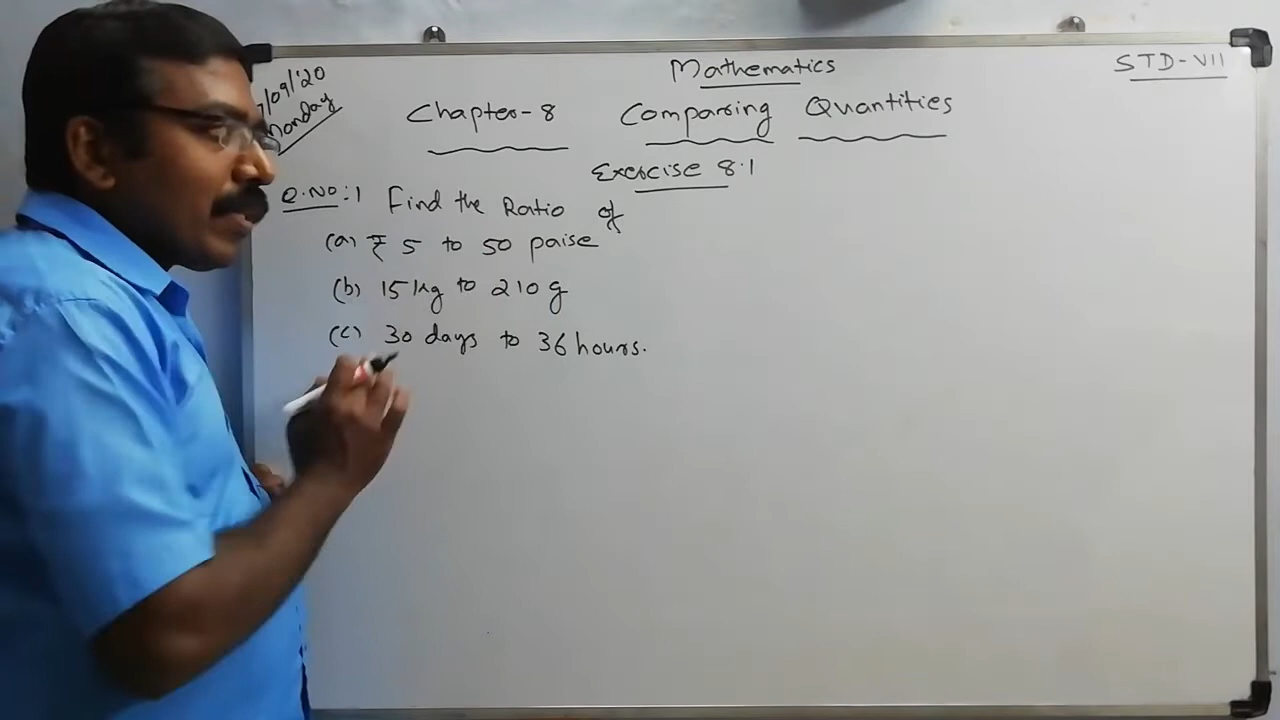 Mathematics
STD-VII
/09/'20
Monday
Chapter-8 Comparing Quantities
Exercise 8.1
Q.No:1 Find the Ratio of
(a) ₹ 5 to 50 paise
(b) 15 kg to 210 g
(c) 30 days to 36 hours.